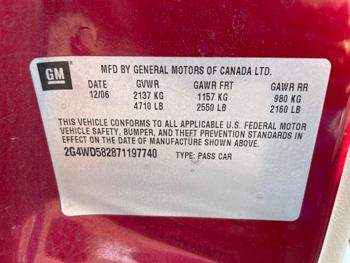 GM
MFD BY GENERAL MOTORS OF CANADA LTD.
DATE GVWR GAWR FRT GAWR RR
12/06 2137 KG 1157 KG 980 KG
4710 LB 2550 LB 2160 LB
THIS VEHICLE CONFORMS TO ALL APPLICABLE U.S. FEDERAL MOTOR
VEHICLE SAFETY, BUMPER, AND THEFT PREVENTION STANDARDS IN
EFFECT ON THE DATE OF MANUFACTURE SHOWN ABOVE.
2G4WD582871197740 TYPE: PASS CAR